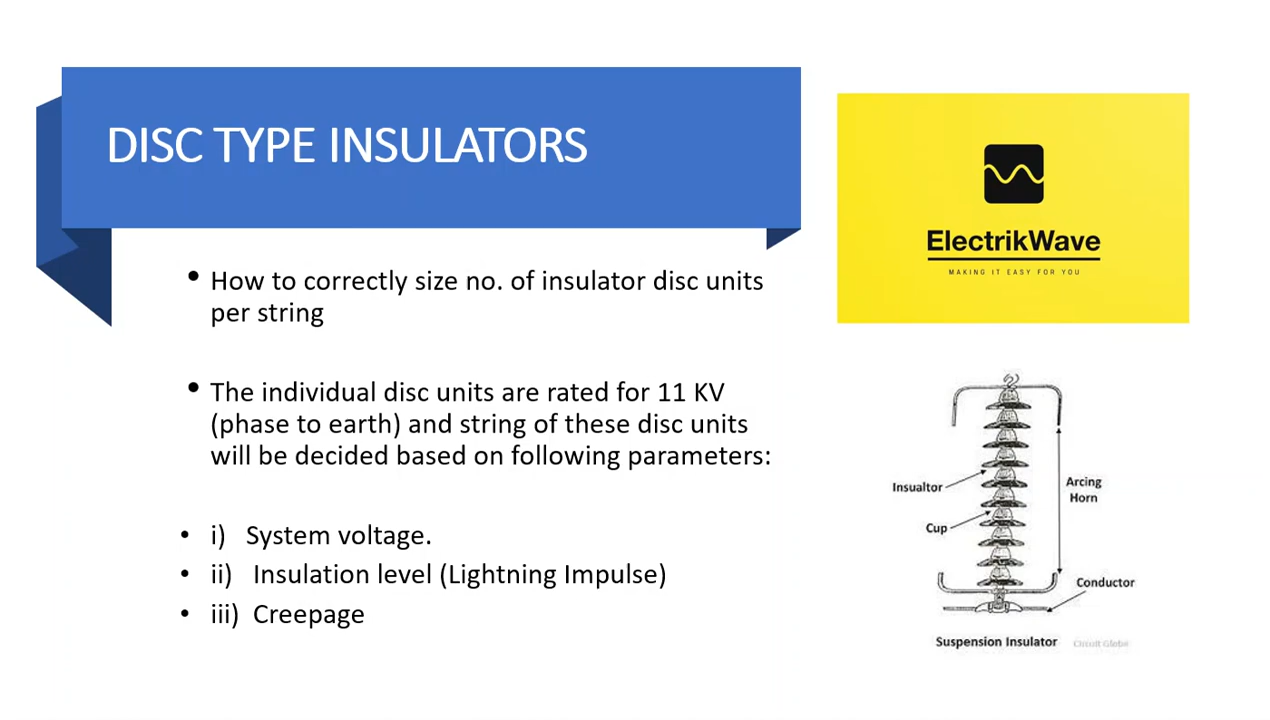 DISC TYPE INSULATORS
• How to correctly size no. of insulator disc units
per string
• The individual disc units are rated for 11 KV
(phase to earth) and string of these disc units
will be decided based on following parameters:
• i) System voltage.
• ii) Insulation level (Lightning Impulse)
• iii) Creepage
ElectrikWave
MAKING IT EASY FOR YOU
Insualtor
Cup
Arcing
Horn
Conductor
Suspension Insulator
Circuit Globe